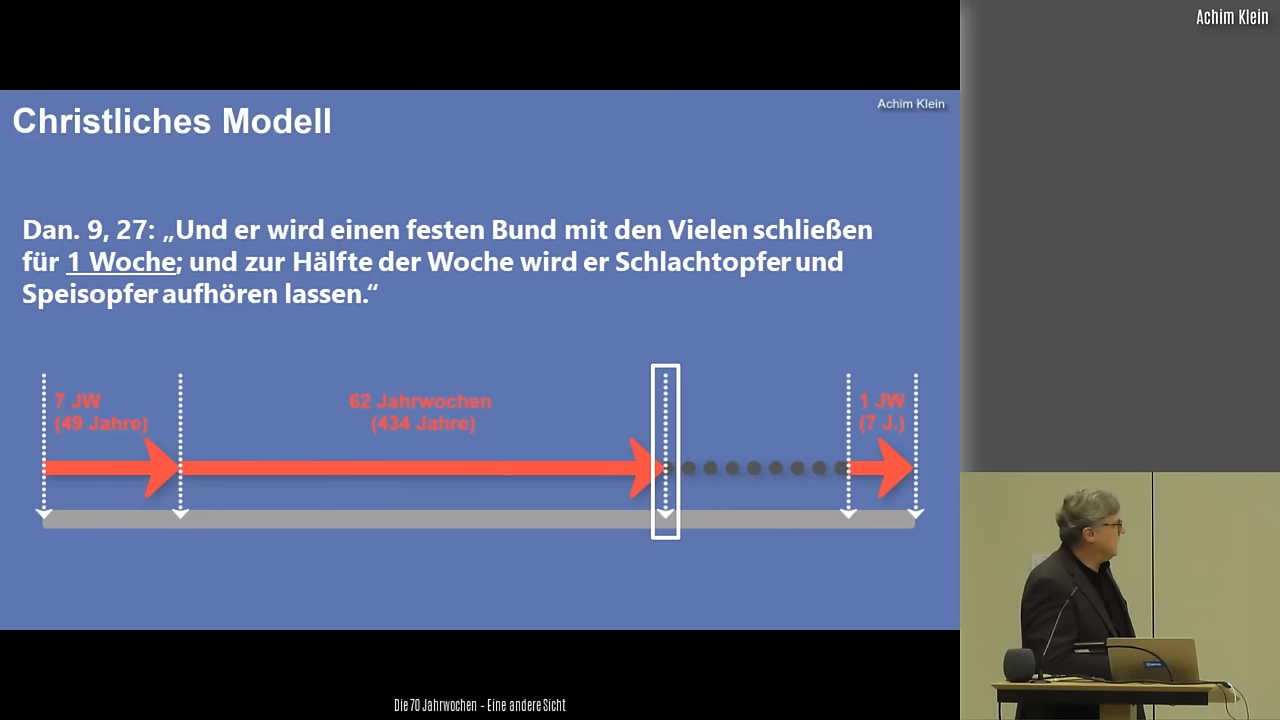 Achim Klein
Christliches Modell
Achim Klein
Dan. 9, 27: „Und er wird einen festen Bund mit den Vielen schließen
für 1 Woche; und zur Hälfte der Woche wird er Schlachtopfer und
Speisopfer aufhören lassen.“
7 JW
(49 Jahre)
62 Jahrwochen
(434 Jahre)
1 JW
(7 J.)
Die 70 Jahrwochen - Eine andere Sicht